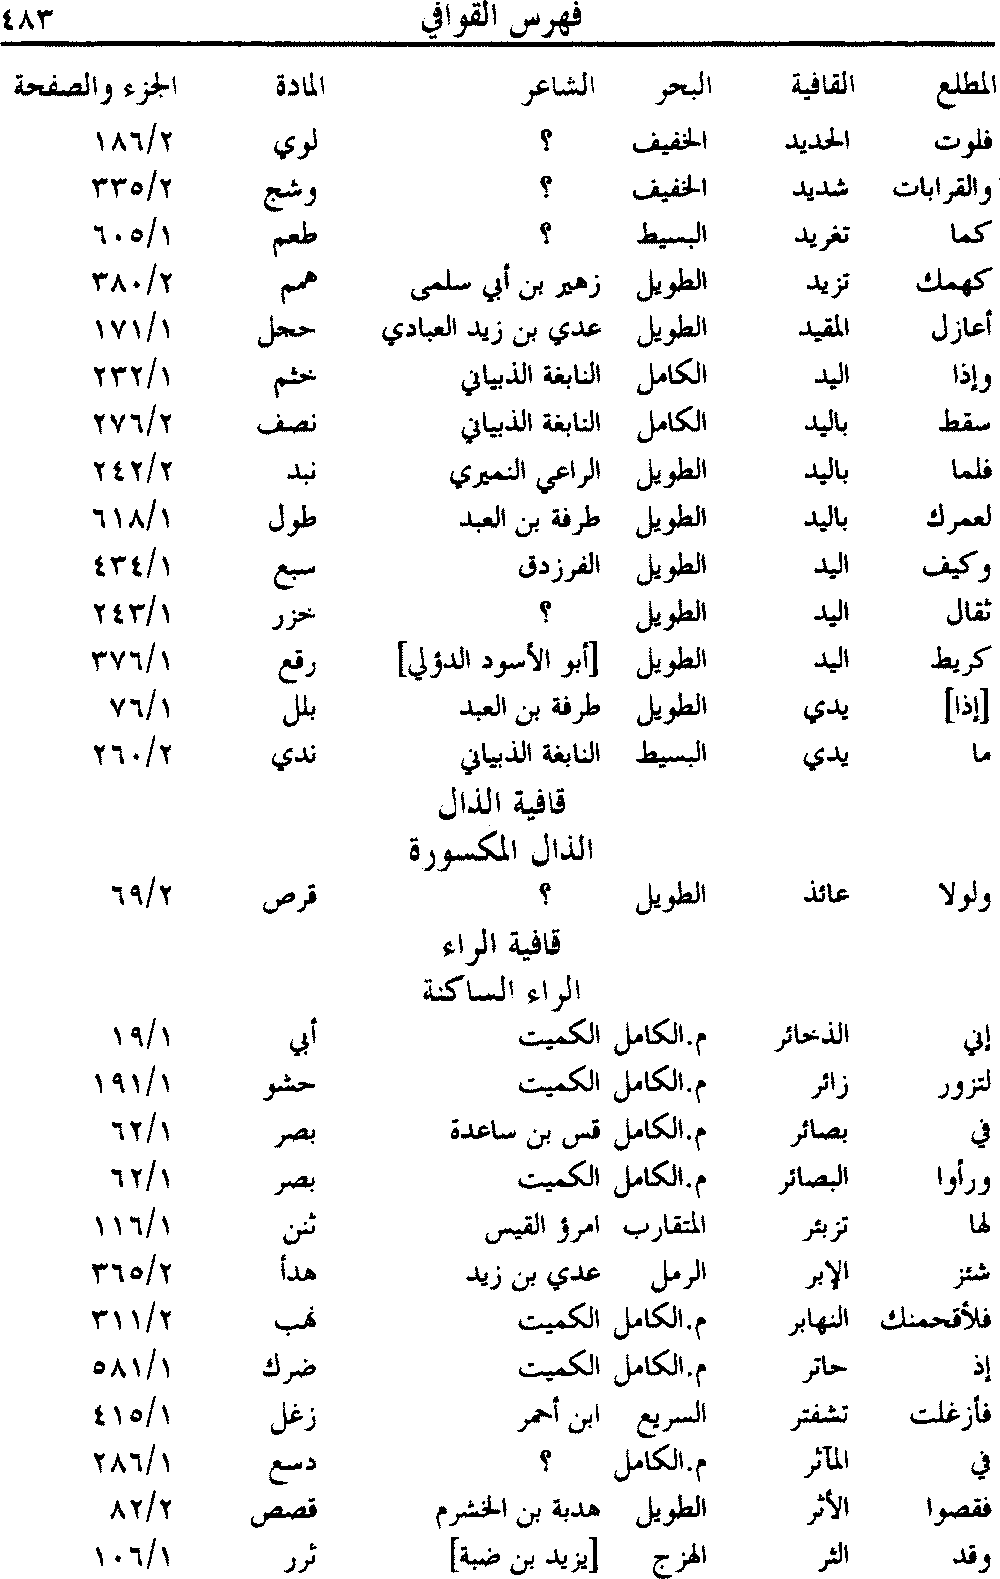 فهرس القوافي ٤٨٣
المطلع القافية البحر الشاعر المادة الجزء والصفحة
فلوت الحديد الخفيف ؟ لوي ١٨٦/٢
والقرابات شديد الخفيف ؟ وشج ٣٣٥/٢
كما تغريد البسيط ؟ طعم ٦٠٥/١
كهمك تزيد الطويل زهير بن أبي سلمى همم ٣٨٠/٢
أعازل المقيد الطويل عدي بن زيد العبادي حجل ١٧١/١
وإذا اليد الكامل النابغة الذبياني خثم ٢٣٢/١
سقط باليد الكامل النابغة الذبياني نصف ٢٧٦/٢
فلما باليد الطويل الراعي النميري نبد ٢٤٢/٢
لعمرك باليد الطويل طرفة بن العبد طول ٦١٨/١
وكيف اليد الطويل الفرزدق سبع ٤٣٤/١
ثقال اليد الطويل ؟ خزر ٢٤٣/١
كريط اليد الطويل [أبو الأسود الدؤلي] رقع ٣٧٦/١
[إذا] يدي الطويل طرفة بن العبد بلل ٧٦/١
ما يدي البسيط النابغة الذبياني ندي ٢٦٠/٢
قافية الذال
الذال المكسورة
ولولا عائذ الطويل ؟ قرص ٦٩/٢
قافية الراء
الراء الساكنة
إني الذخائر م.الكامل الكميت أبي ١٩/١
لتزور زائر م.الكامل الكميت حشو ١٩١/١
في بصائر م.الكامل قس بن ساعدة بصر ٦٢/١
ورأوا البصائر م.الكامل الكميت بصر ٦٢/١
لها تزبئر المتقارب امرؤ القيس ثنن ١١٦/١
شئز الإبر الرمل عدي بن زيد هدأ ٣٦٥/٢
فلأقحمنك النهابر م.الكامل الكميت نهب ٣١١/٢
إذ حاتر م.الكامل الكميت ضرك ٥٨١/١
فأزغلت تشفتر السريع ابن أحمر زغل ٤١٥/١
في المآثر م.الكامل ؟ دسع ٢٨٦/١
فقصوا الأثر الطويل هدبة بن الخشرم قصص ٨٢/٢
وقد الثر الهزج [يزيد بن ضبة] ثرر ١٠٦/١